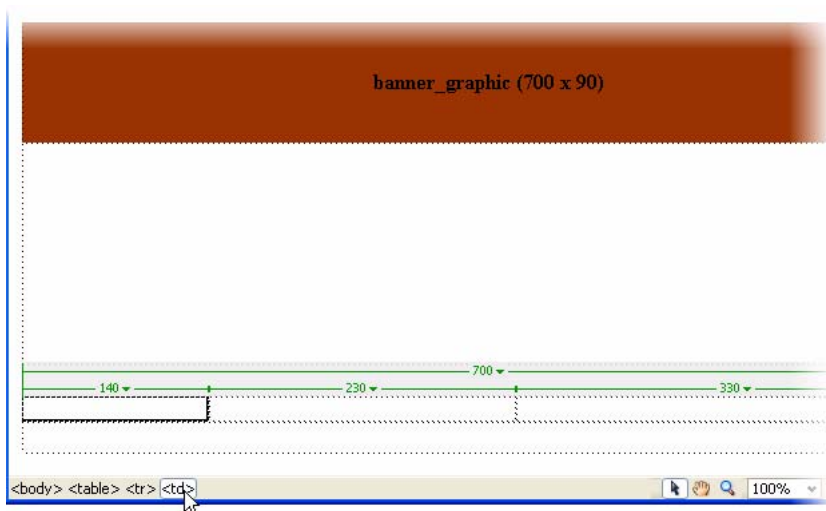 banner_graphic (700 x 90)
700
140 230 330
<body> <table> <tr> <td> 100%